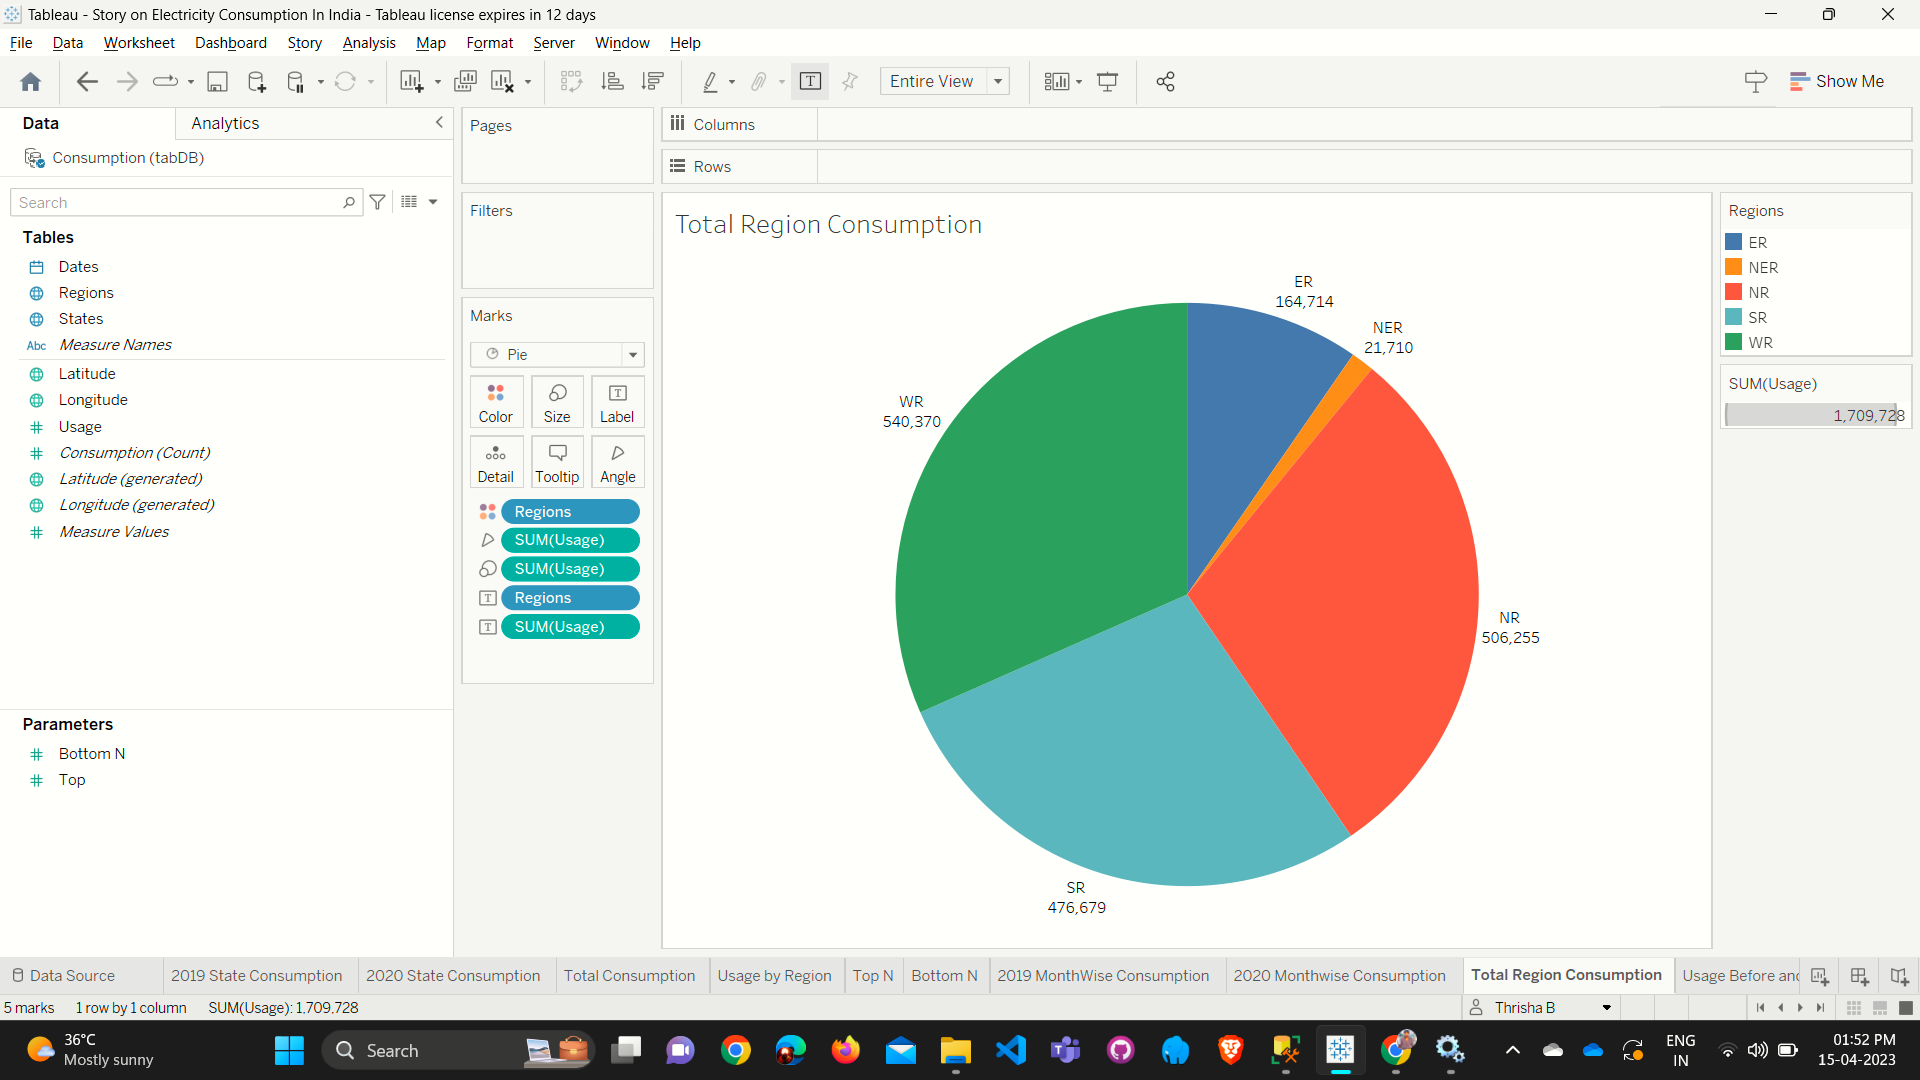 Tableau - Story on Electricity Consumption In India - Tableau license expires in 12 days
File Data Worksheet Dashboard Story Analysis Map Format Server Window Help
Entire View
Show Me
Data
Analytics
Consumption (tabDB)
Search
Tables
Dates
Regions
States
Abc Measure Names
Latitude
Longitude
Usage
Consumption (Count)
Latitude (generated)
Longitude (generated)
Measure Values
Parameters
Bottom N
Top
Pages
Filters
Marks
Pie
Color Size Label
Detail Tooltip Angle
Regions
SUM(Usage)
SUM(Usage)
Regions
SUM(Usage)
Columns
Rows
Total Region Consumption
ER
164,714
NER
21,710
WR
540,370
NR
506,255
SR
476,679
Regions
ER
NER
NR
SR
WR
SUM(Usage)
1,709,728
Data Source 2019 State Consumption 2020 State Consumption Total Consumption Usage by Region Top N Bottom N 2019 MonthWise Consumption 2020 Monthwise Consumption Total Region Consumption Usage Before and
5 marks 1 row by 1 column SUM(Usage): 1,709,728
Thrisha B
36°C
Mostly sunny
Search
ENG
IN
01:52 PM
15-04-2023